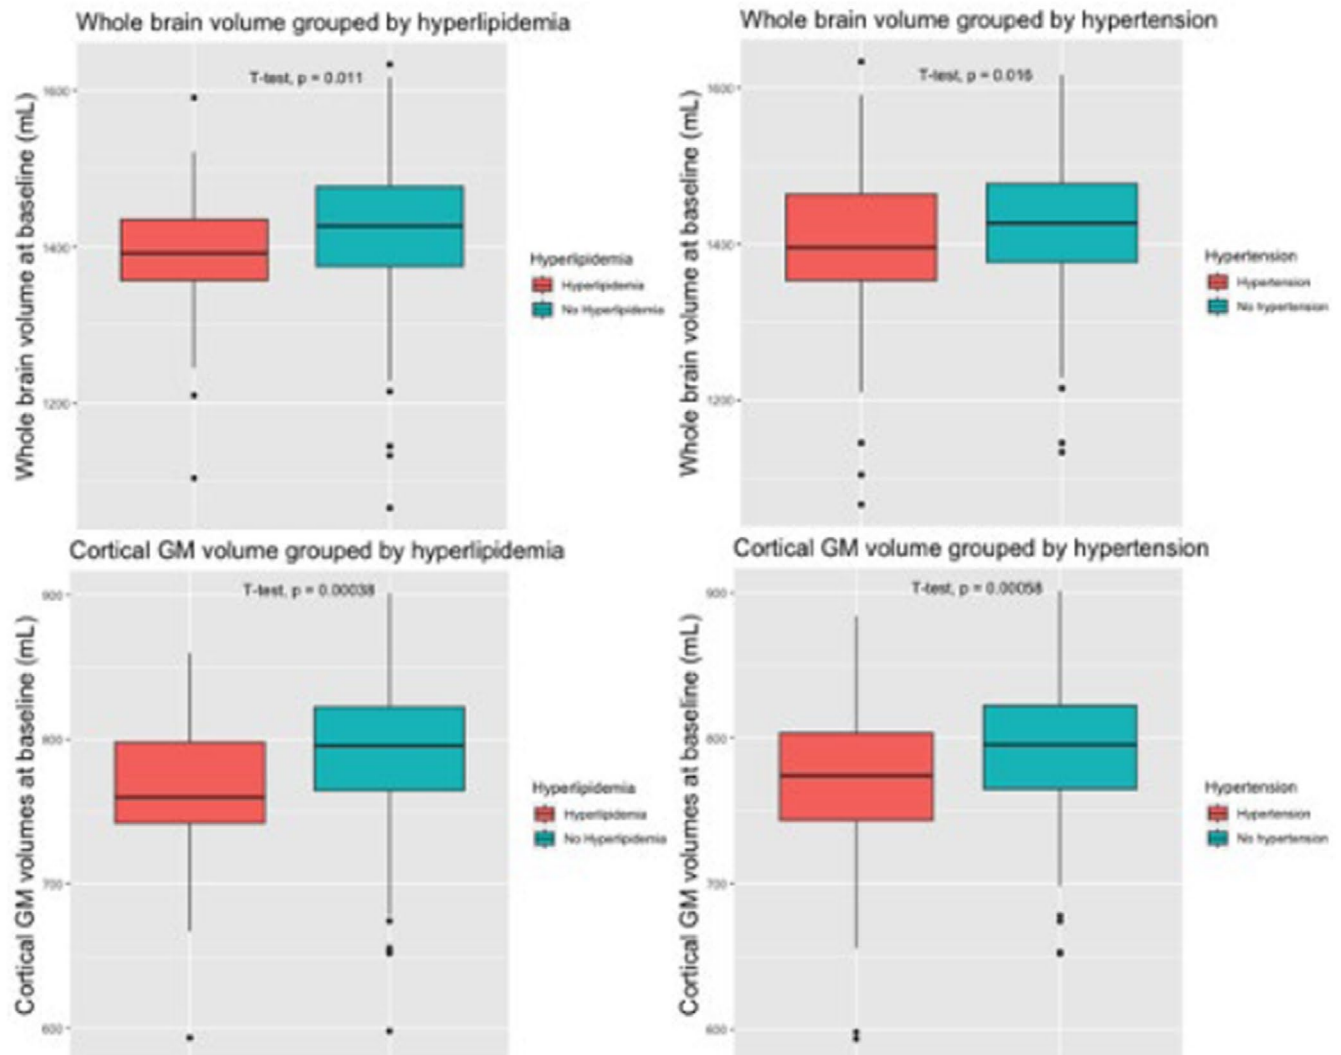 Whole brain volume grouped by hyperlipidemia
T-test, p = 0.011
Whole brain volume at baseline (mL)
1600
1400
1200
Hyperlipidemia
Hyperlipidemia
No Hyperlipidemia
Whole brain volume grouped by hypertension
T-test, p = 0.016
Whole brain volume at baseline (mL)
1600
1400
1200
Hypertension
Hypertension
No hypertension
Cortical GM volume grouped by hyperlipidemia
T-test, p = 0.00038
Cortical GM volumes at baseline (mL)
900
800
700
600
Hyperlipidemia
Hyperlipidemia
No Hyperlipidemia
Cortical GM volume grouped by hypertension
T-test, p = 0.00058
Cortical GM volumes at baseline (mL)
900
800
700
600
Hypertension
Hypertension
No hypertension